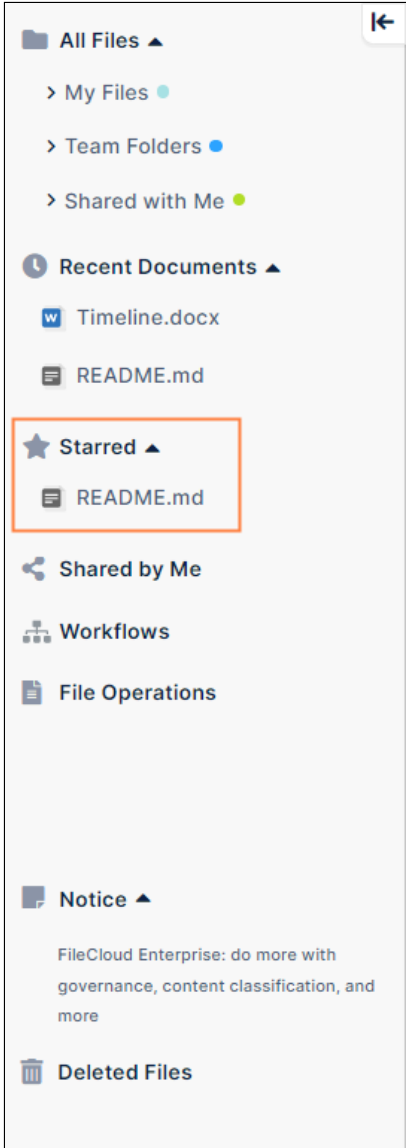 All Files
My Files
Team Folders
Shared with Me
Recent Documents
Timeline.docx
README.md
Starred
README.md
Shared by Me
Workflows
File Operations
Notice
FileCloud Enterprise: do more with
governance, content classification, and
more
Deleted Files